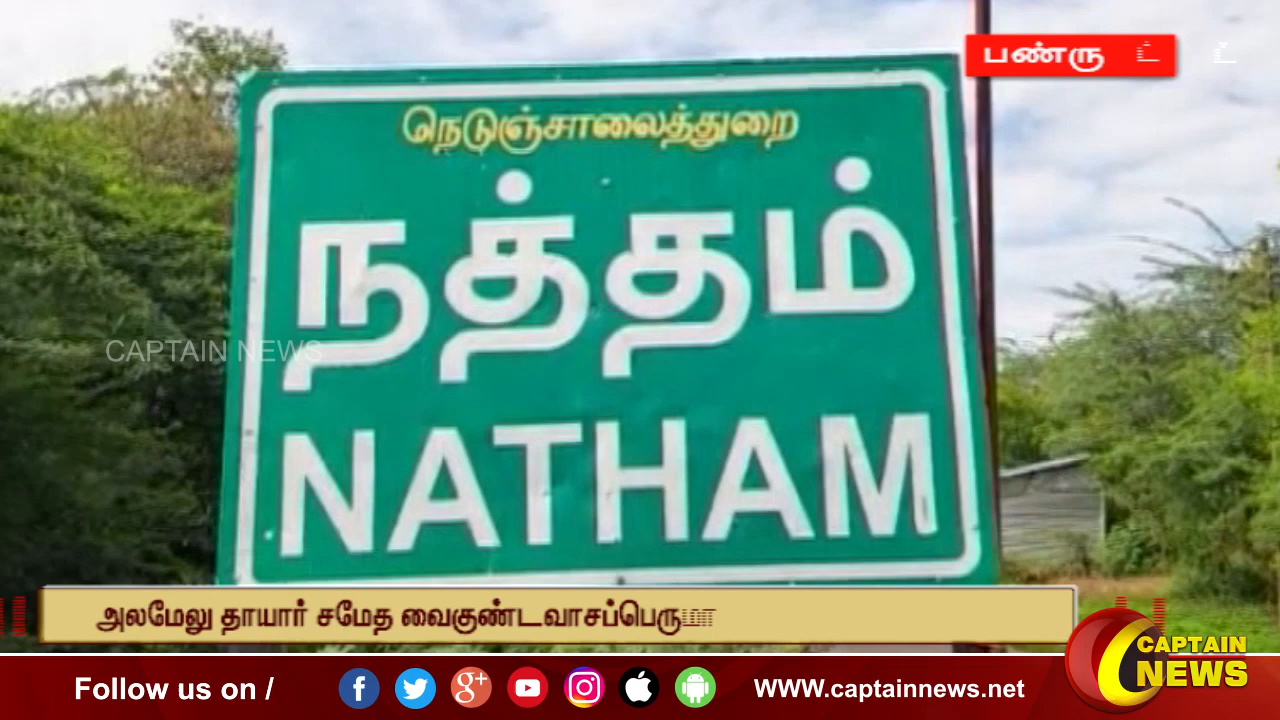 பண்ரு
நெடுஞ்சாலைத்துறை
நத்தம்
CAPTAIN NEWS
NATHAM
அலமேலு தாயார் சமேத வைகுண்டவாசப்பெருமா
CAPTAIN
NEWS
Follow us on /
WWW.captainnews.net